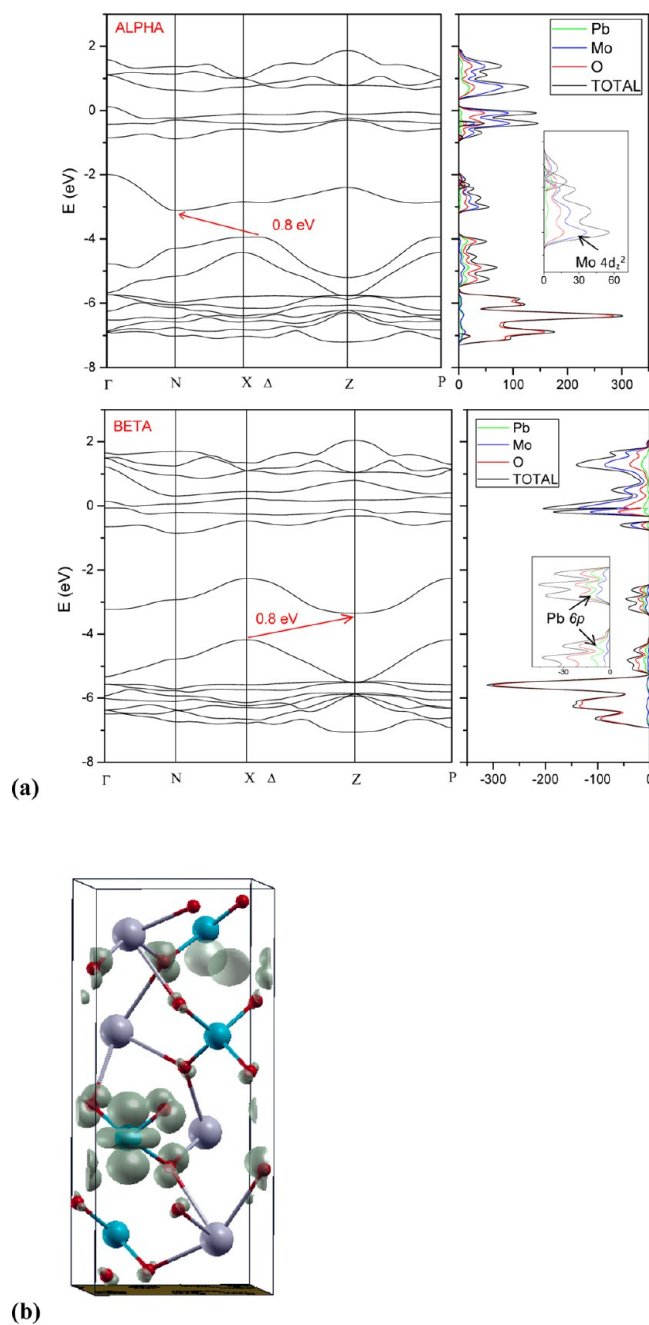 ALPHA
Pb
Mo
O
TOTAL
2
0
-2
-4
-6
-8
E (eV)
0.8 eV
Mo 4dz²
0 30 60
Γ N X Δ Z P
0 100 200 300
BETA
Pb
Mo
O
TOTAL
2
0
-2
-4
-6
-8
E (eV)
0.8 eV
Pb 6p
-30 0
Γ N X Δ Z P
-300 -200 -100 0
(a)
(b)